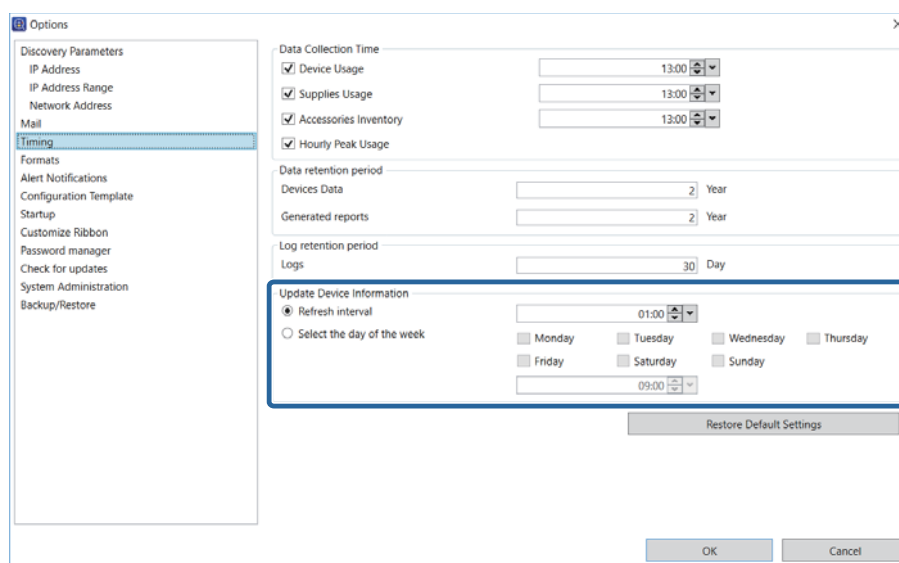 Options
Discovery Parameters
IP Address
IP Address Range
Network Address
Mail
Timing
Formats
Alert Notifications
Configuration Template
Startup
Customize Ribbon
Password manager
Check for updates
System Administration
Backup/Restore
Data Collection Time
Device Usage 13:00
Supplies Usage 13:00
Accessories Inventory 13:00
Hourly Peak Usage
Data retention period
Devices Data 2 Year
Generated reports 2 Year
Log retention period
Logs 30 Day
Update Device Information
Refresh interval 01:00
Select the day of the week
Monday Tuesday Wednesday Thursday
Friday Saturday Sunday
09:00
Restore Default Settings
OK Cancel